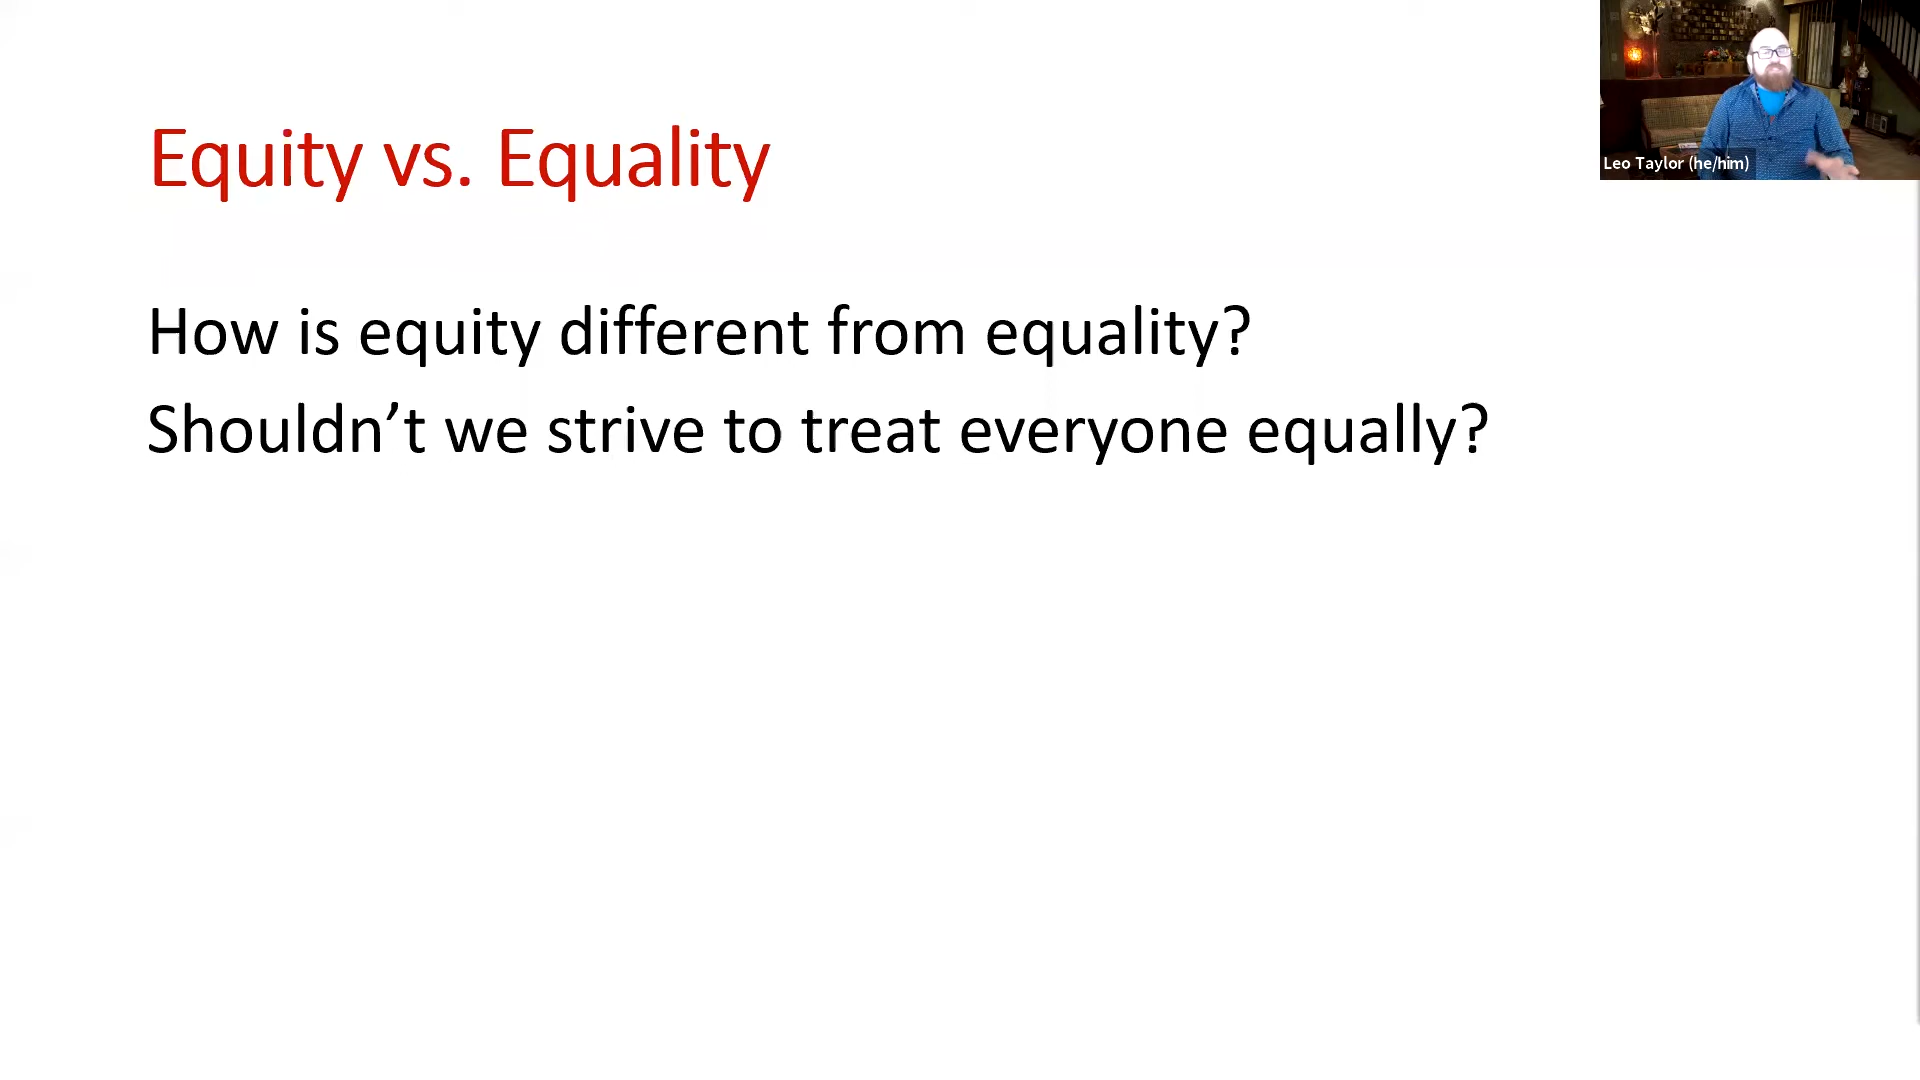 Equity vs. Equality
How is equity different from equality?
Shouldn’t we strive to treat everyone equally?
Leo Taylor (he/him)